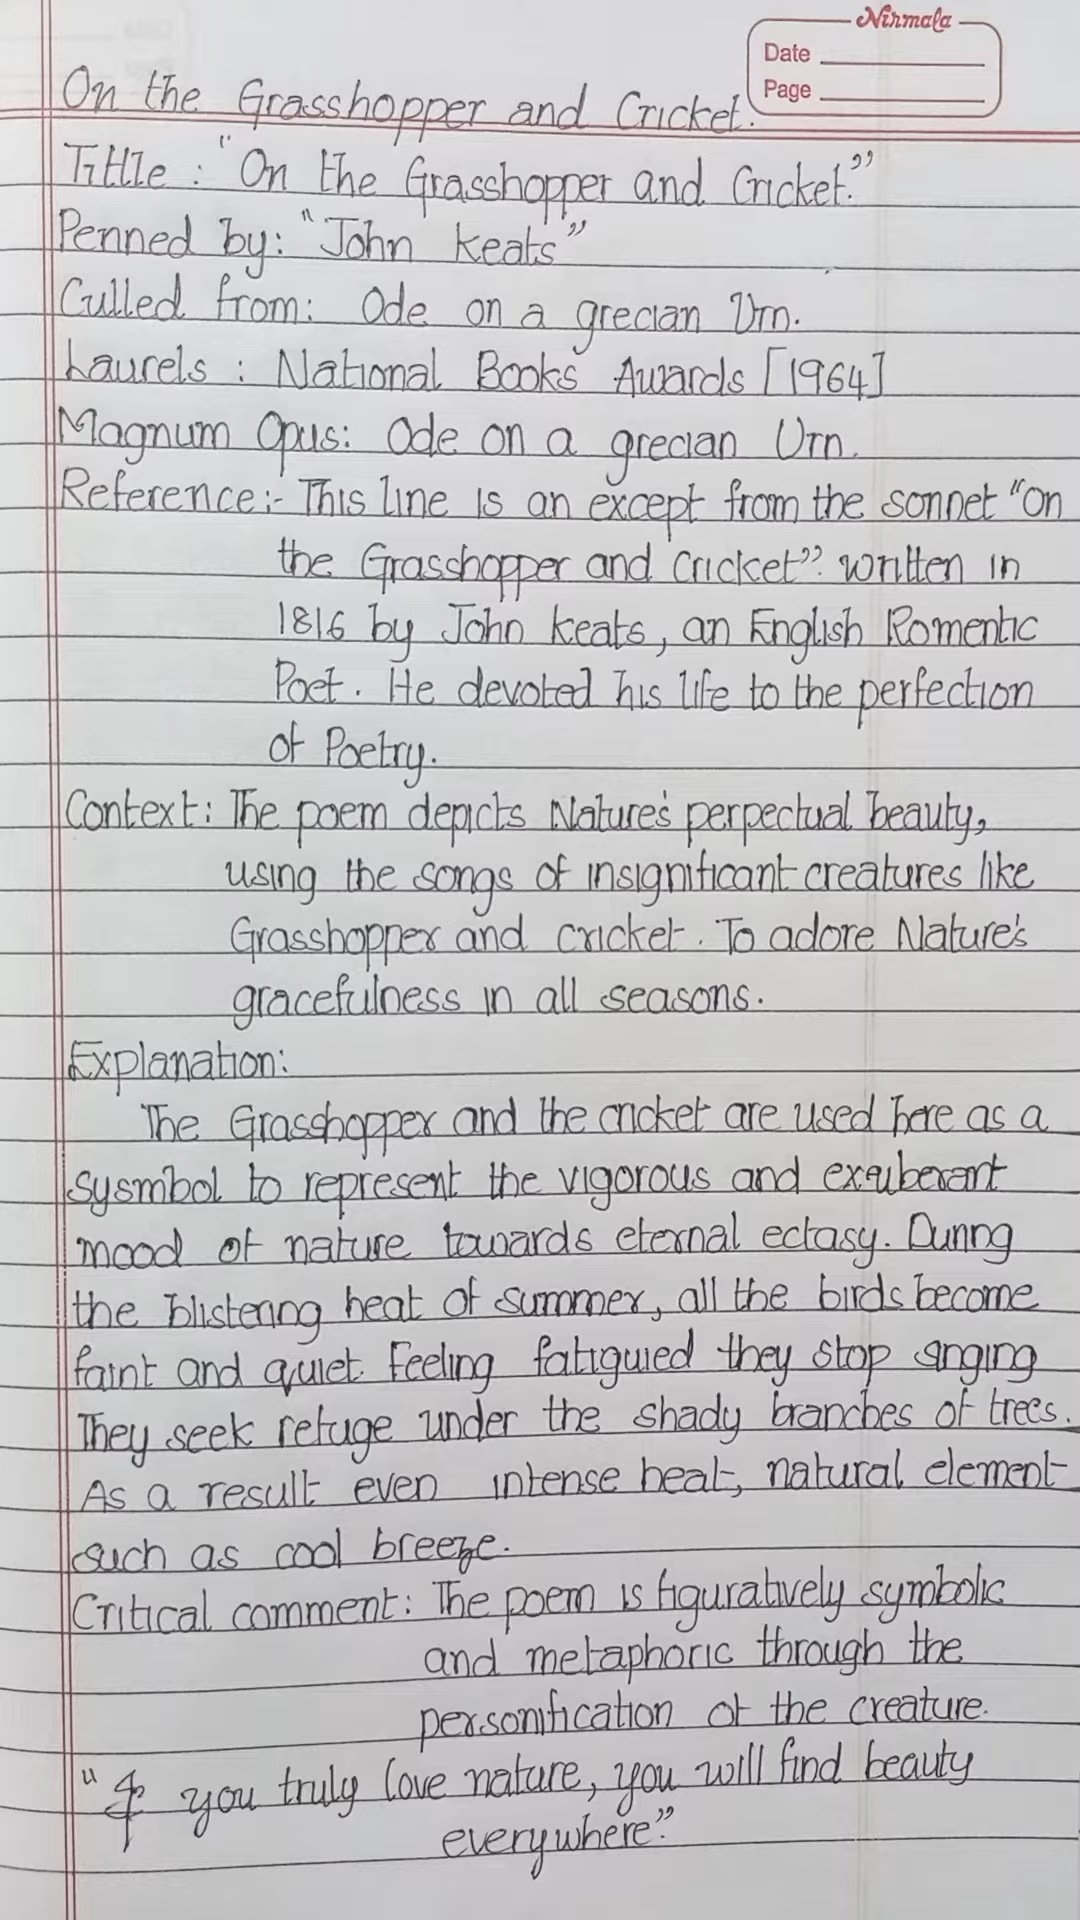 Nirmala
Date
Page
On the Grasshopper and Cricket.
Tittle : "On the Grasshopper and Cricket."
Penned by: "John Keats"
Culled from: Ode on a grecian Urn.
Laurels : National Books Awards [1964]
Magnum Opus: Ode on a grecian Urn.
Reference:- This line is an except from the sonnet "On
the Grasshopper and Cricket". written in
1816 by John Keats, an English Romentic
Poet. He devoted his life to the perfection
of Poetry.
Context: The poem depicts Nature's perpectual beauty,
using the songs of insignificant creatures like
Grasshopper and cricket. To adore Nature's
gracefulness in all seasons.
Explanation:
The Grasshopper and the cricket are used here as a
sysmbol to represent the vigorous and exeuberant
mood of nature towards eternal ectasy. During
the blistering heat of summer, all the birds become
faint and quiet. Feeling fatiguied they stop singing
They seek refuge under the shady branches of trees.
As a result even intense heat, natural element
such as cool breeze.
Critical comment: The poem is figuratively symbolic
and metaphoric through the
personification of the creature.
"If you truly love nature, you will find beauty
everywhere."